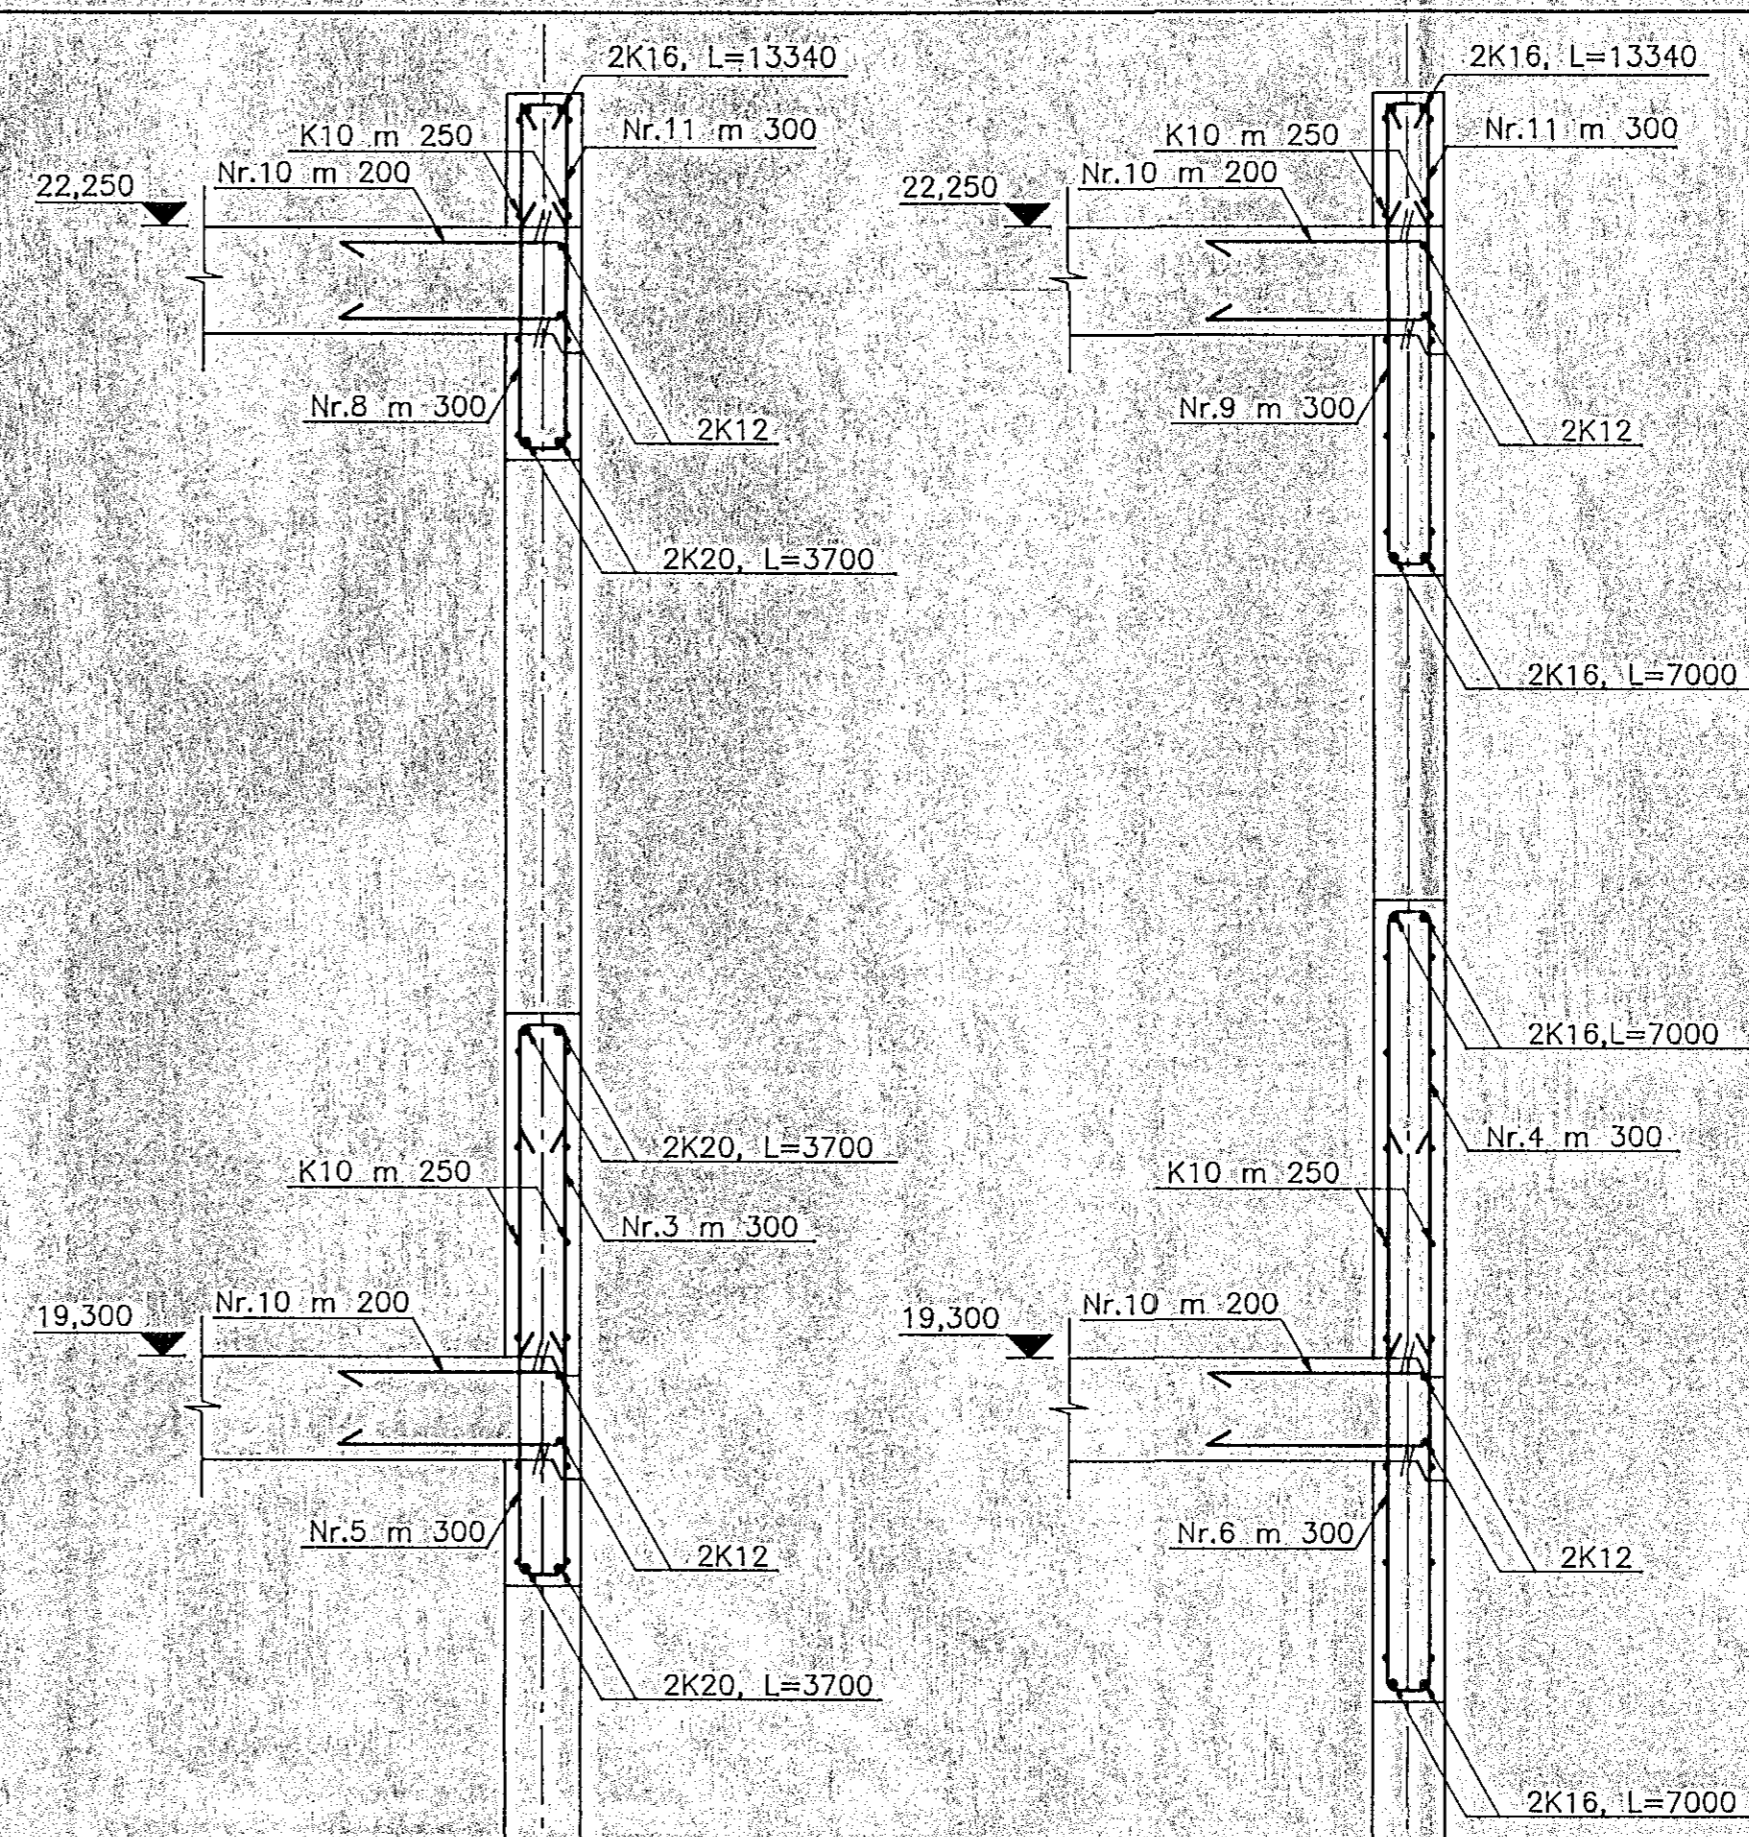 2K16, L=13340
K10 m 250
Nr.11 m 300
Nr.10 m 200
22,250
Nr.8 m 300
2K12
2K20, L=3700
2K20, L=3700
K10 m 250
Nr.3 m 300
Nr.10 m 200
19,300
Nr.5 m 300
2K12
2K20, L=3700
2K16, L=13340
K10 m 250
Nr.11 m 300
Nr.10 m 200
22,250
Nr.9 m 300
2K12
2K16, L=7000
2K16,L=7000
Nr.4 m 300
K10 m 250
Nr.10 m 200
19,300
Nr.6 m 300
2K12
2K16, L=7000